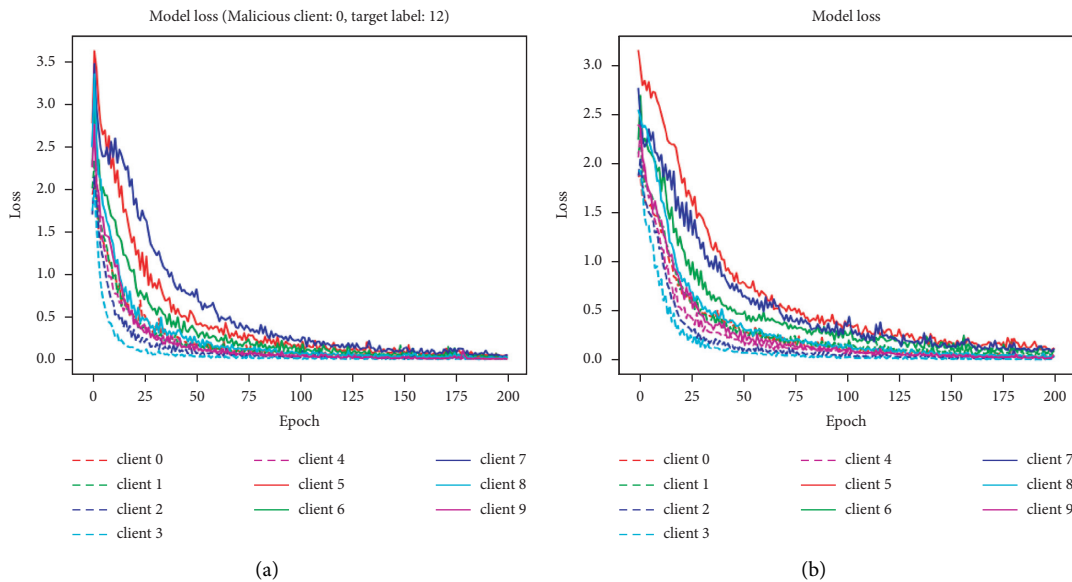 Model loss (Malicious client: 0, target label: 12)
3.5
3.0
2.5
2.0
1.5
1.0
0.5
0.0
Loss
0 25 50 75 100 125 150 175 200
Epoch
client 0 client 4 client 7
client 1 client 5 client 8
client 2 client 6 client 9
client 3
(a)
Model loss
3.0
2.5
2.0
1.5
1.0
0.5
0.0
Loss
0 25 50 75 100 125 150 175 200
Epoch
client 0 client 4 client 7
client 1 client 5 client 8
client 2 client 6 client 9
client 3
(b)